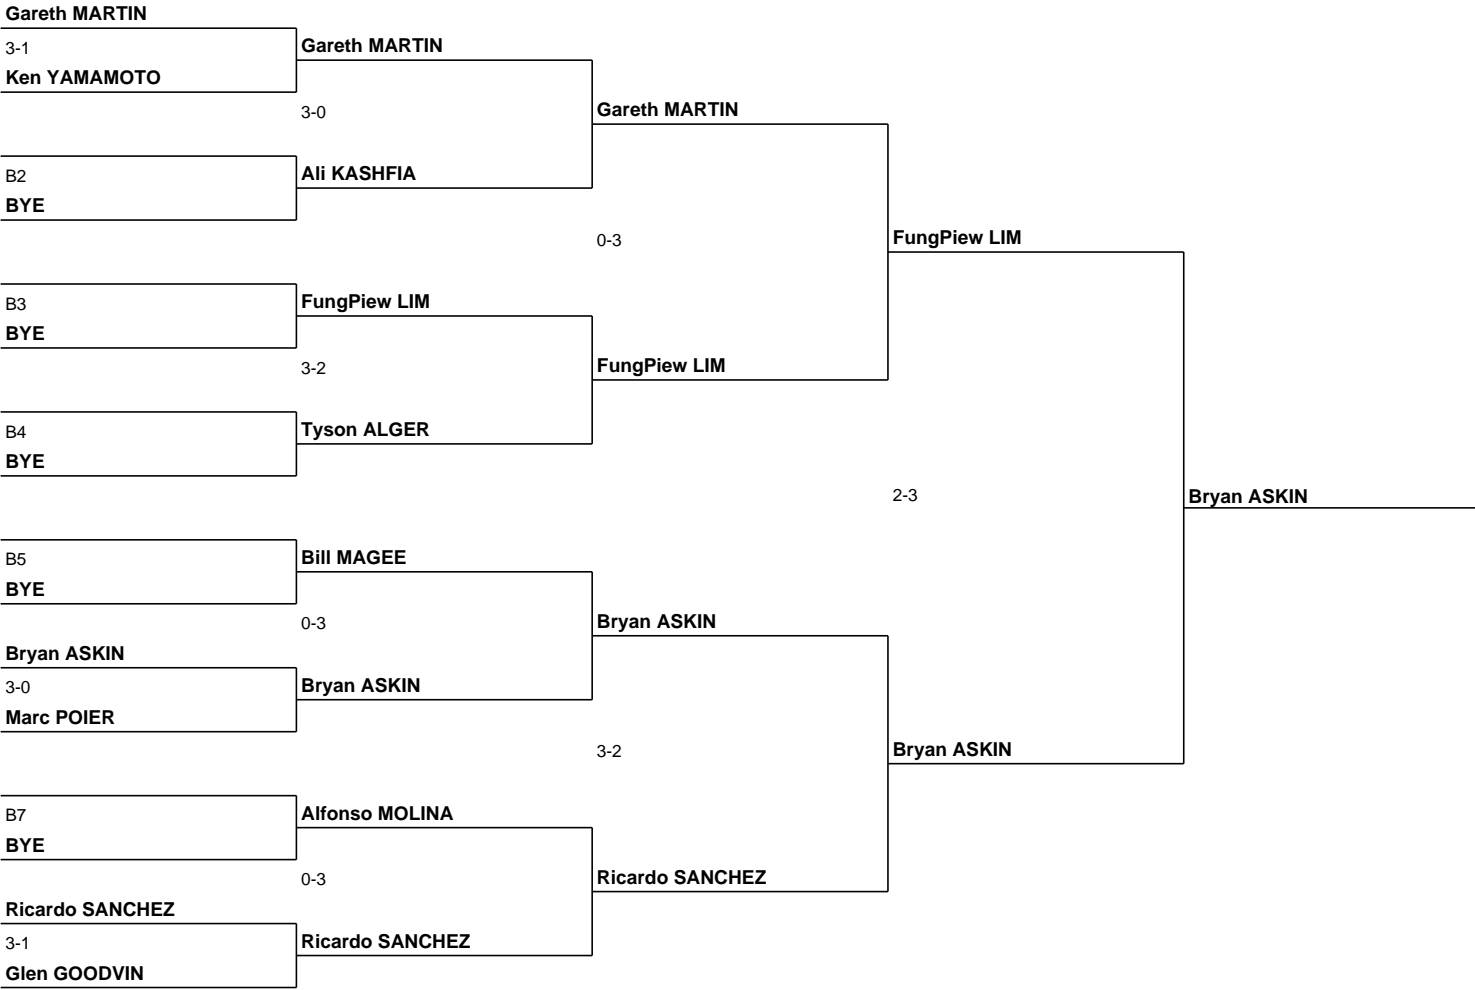 Gareth MARTIN
3-1
Ken YAMAMOTO
B2
BYE
B3
BYE
B4
BYE
B5
BYE
Bryan ASKIN
3-0
Marc POIER
B7
BYE
Ricardo SANCHEZ
3-1
Glen GOODVIN
Gareth MARTIN
3-0
Ali KASHFIA
FungPiew LIM
3-2
Tyson ALGER
Bill MAGEE
0-3
Bryan ASKIN
Alfonso MOLINA
0-3
Ricardo SANCHEZ
Gareth MARTIN
0-3
FungPiew LIM
Bryan ASKIN
3-2
Ricardo SANCHEZ
FungPiew LIM
2-3
Bryan ASKIN
Bryan ASKIN